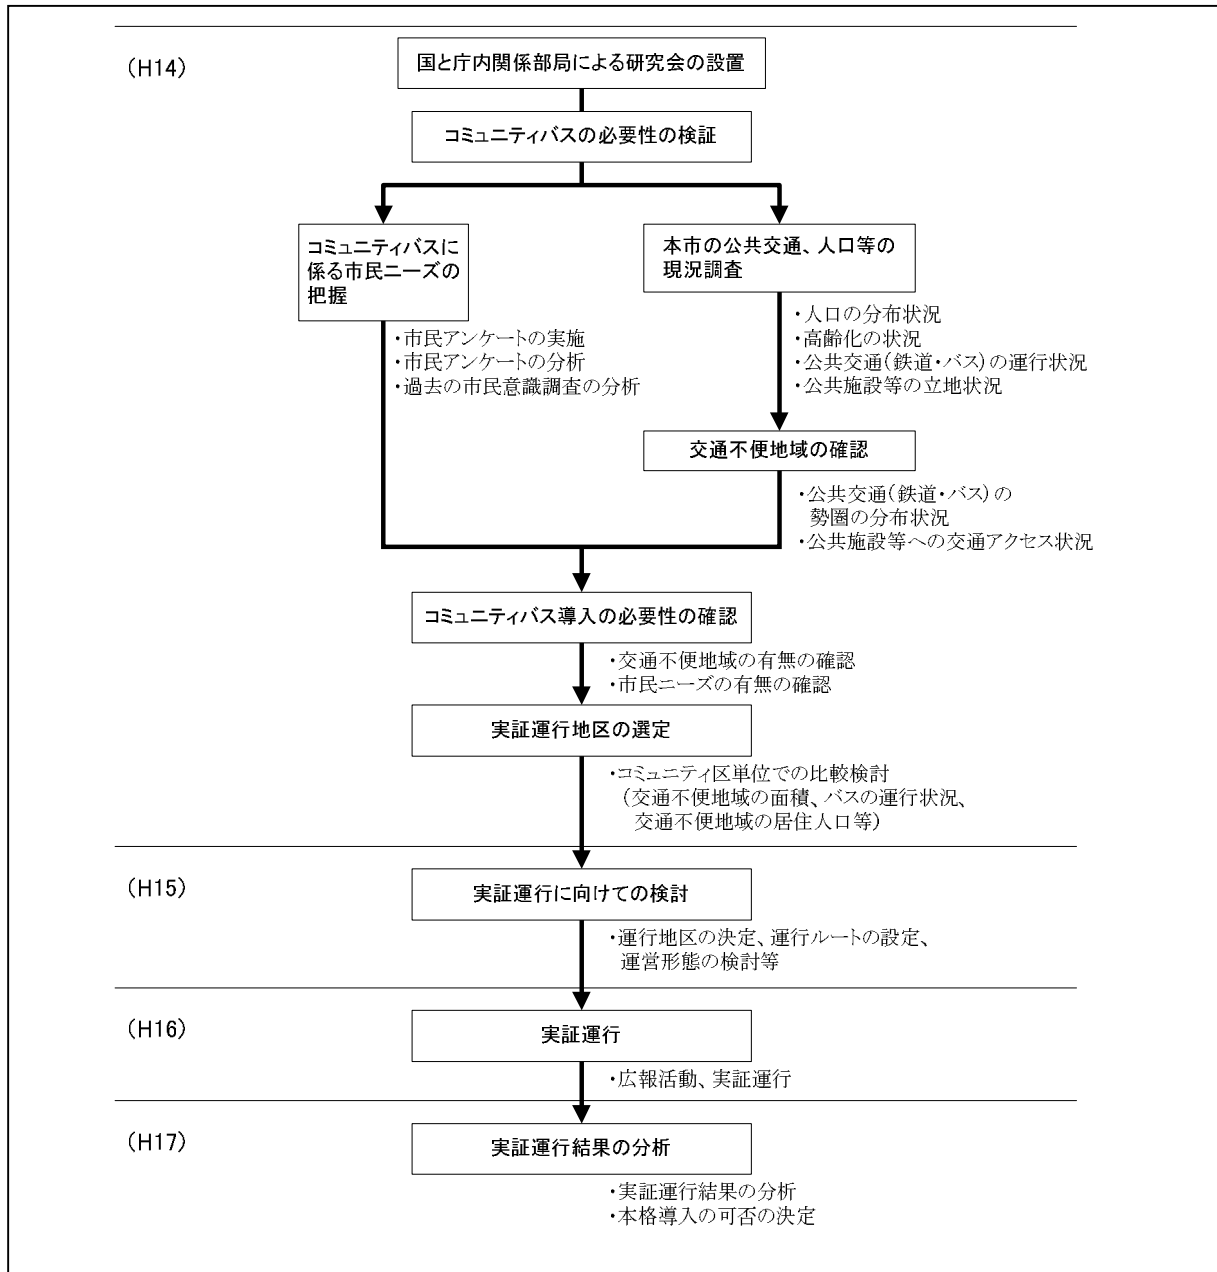 （H14）
国と庁内関係部局による研究会の設置
コミュニティバスの必要性の検証
コミュニティバスに
係る市民ニーズの
把握
・市民アンケートの実施
・市民アンケートの分析
・過去の市民意識調査の分析
本市の公共交通、人口等の
現況調査
・人口の分布状況
・高齢化の状況
・公共交通（鉄道・バス）の運行状況
・公共施設等の立地状況
交通不便地域の確認
・公共交通（鉄道・バス）の
勢圏の分布状況
・公共施設等への交通アクセス状況
コミュニティバス導入の必要性の確認
・交通不便地域の有無の確認
・市民ニーズの有無の確認
実証運行地区の選定
・コミュニティ区単位での比較検討
（交通不便地域の面積、バスの運行状況、
交通不便地域の居住人口等）
（H15）
実証運行に向けての検討
・運行地区の決定、運行ルートの設定、
運営形態の検討等
（H16）
実証運行
・広報活動、実証運行
（H17）
実証運行結果の分析
・実証運行結果の分析
・本格導入の可否の決定